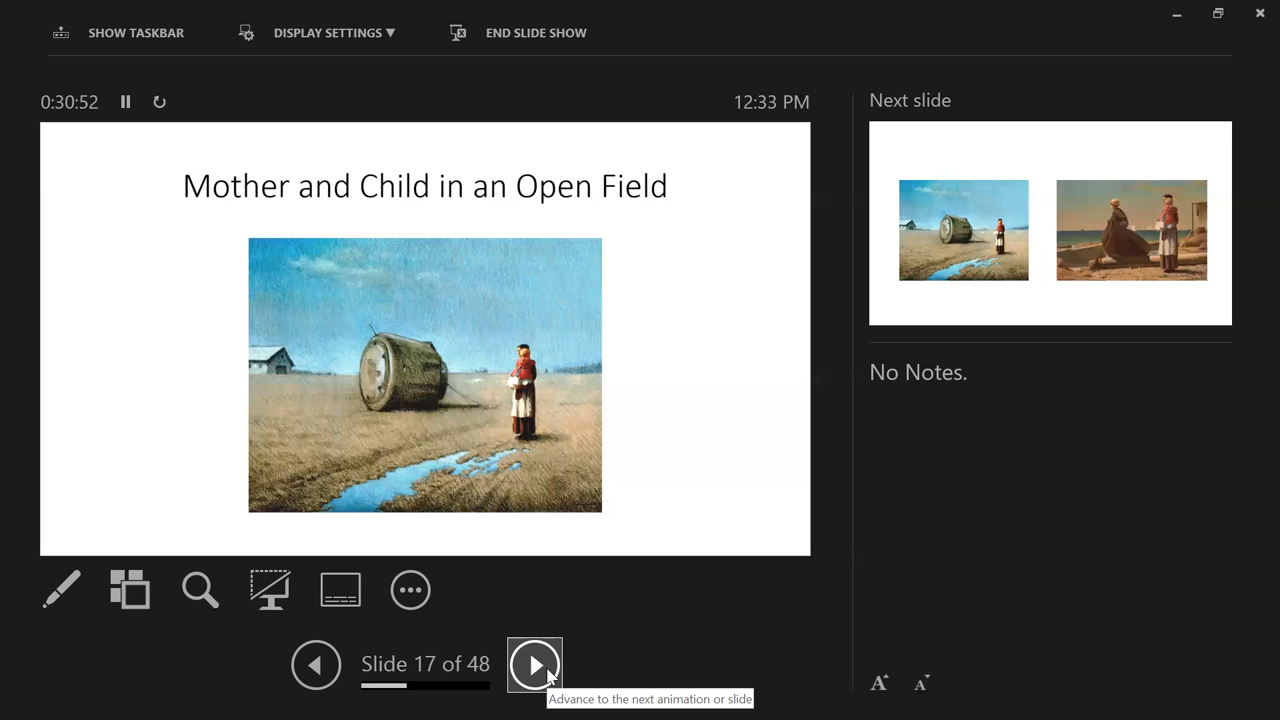 SHOW TASKBAR
DISPLAY SETTINGS ▼
END SLIDE SHOW
0:30:52
12:33 PM
Next slide
Mother and Child in an Open Field
No Notes.
Slide 17 of 48
Advance to the next animation or slide
A A